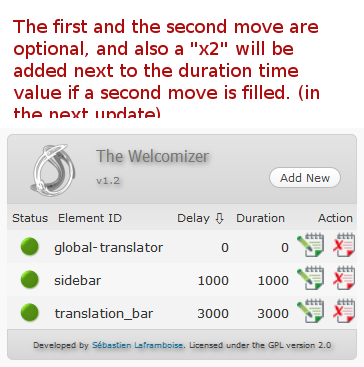 The first and the second move are
optional, and also a "x2" will be
added next to the duration time
value if a second move is filled. (in
the next update)
The Welcomizer
v1.2
Add New
Status Element ID Delay ⇩ Duration Action
global-translator 0 0
sidebar 1000 1000
translation_bar 3000 3000
Developed by Sébastien Laframboise. Licensed under the GPL version 2.0